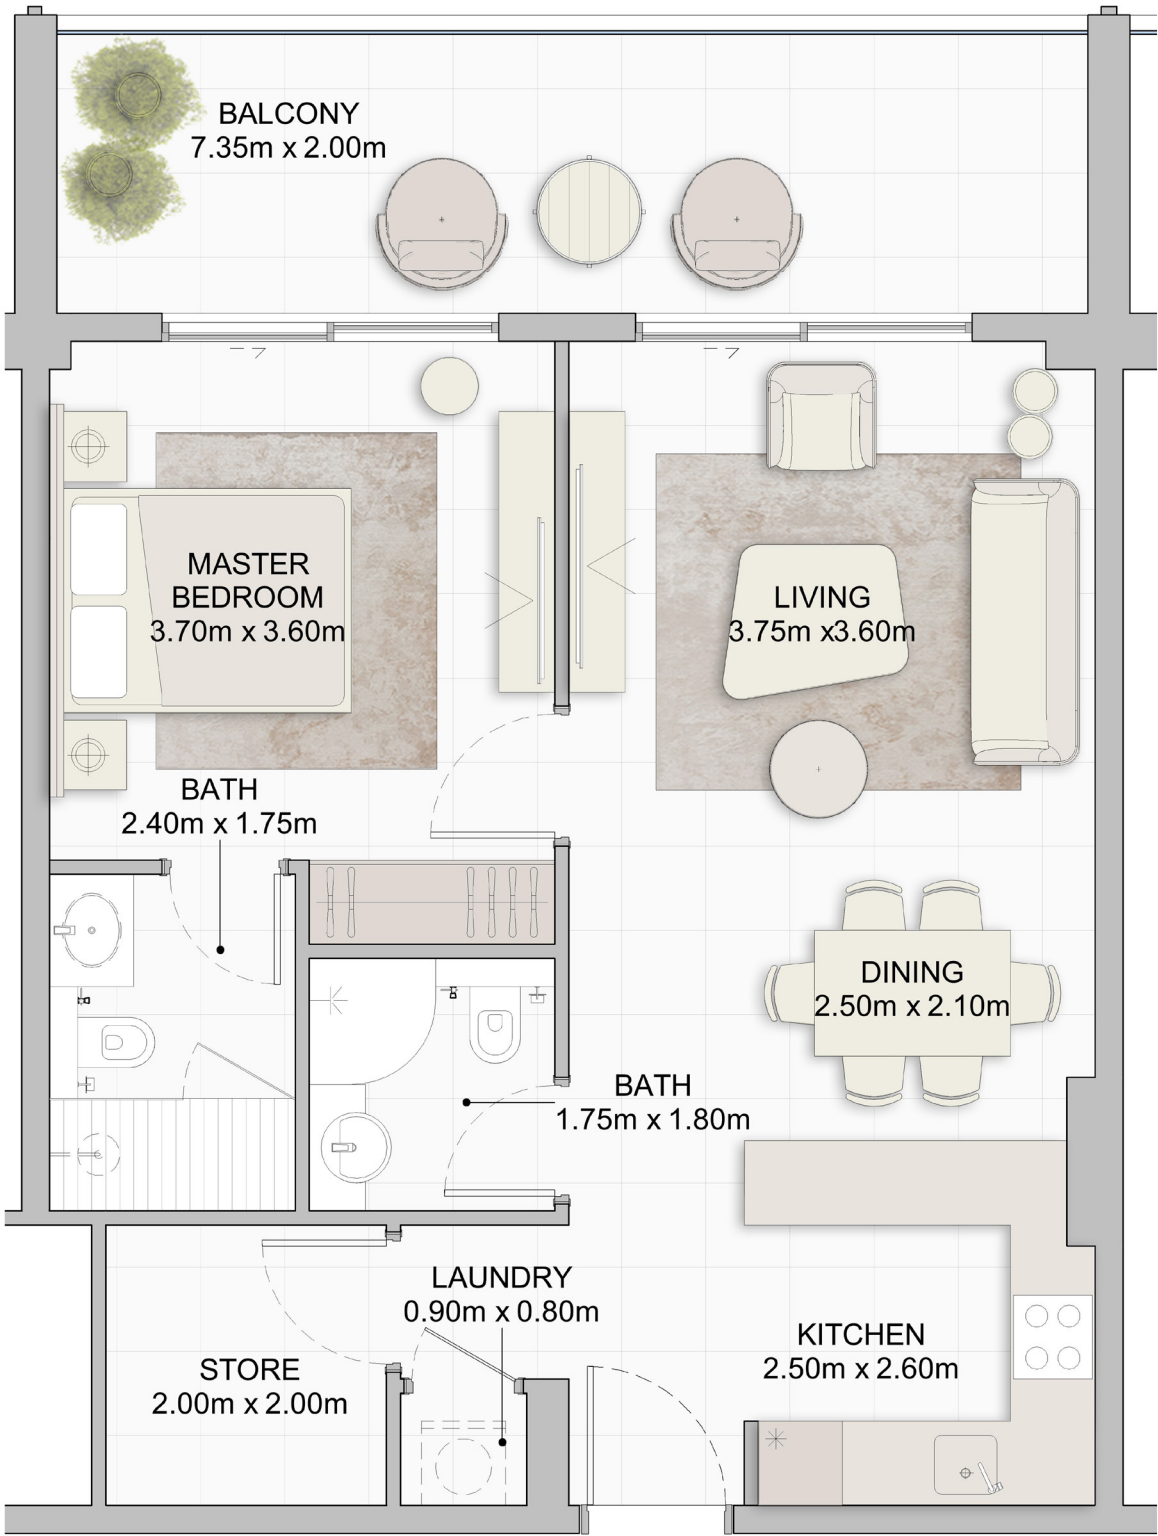 BALCONY
7.35m x 2.00m
MASTER
BEDROOM
3.70m x 3.60m
LIVING
3.75m x3.60m
BATH
2.40m x 1.75m
DINING
2.50m x 2.10m
BATH
1.75m x 1.80m
LAUNDRY
0.90m x 0.80m
KITCHEN
2.50m x 2.60m
STORE
2.00m x 2.00m